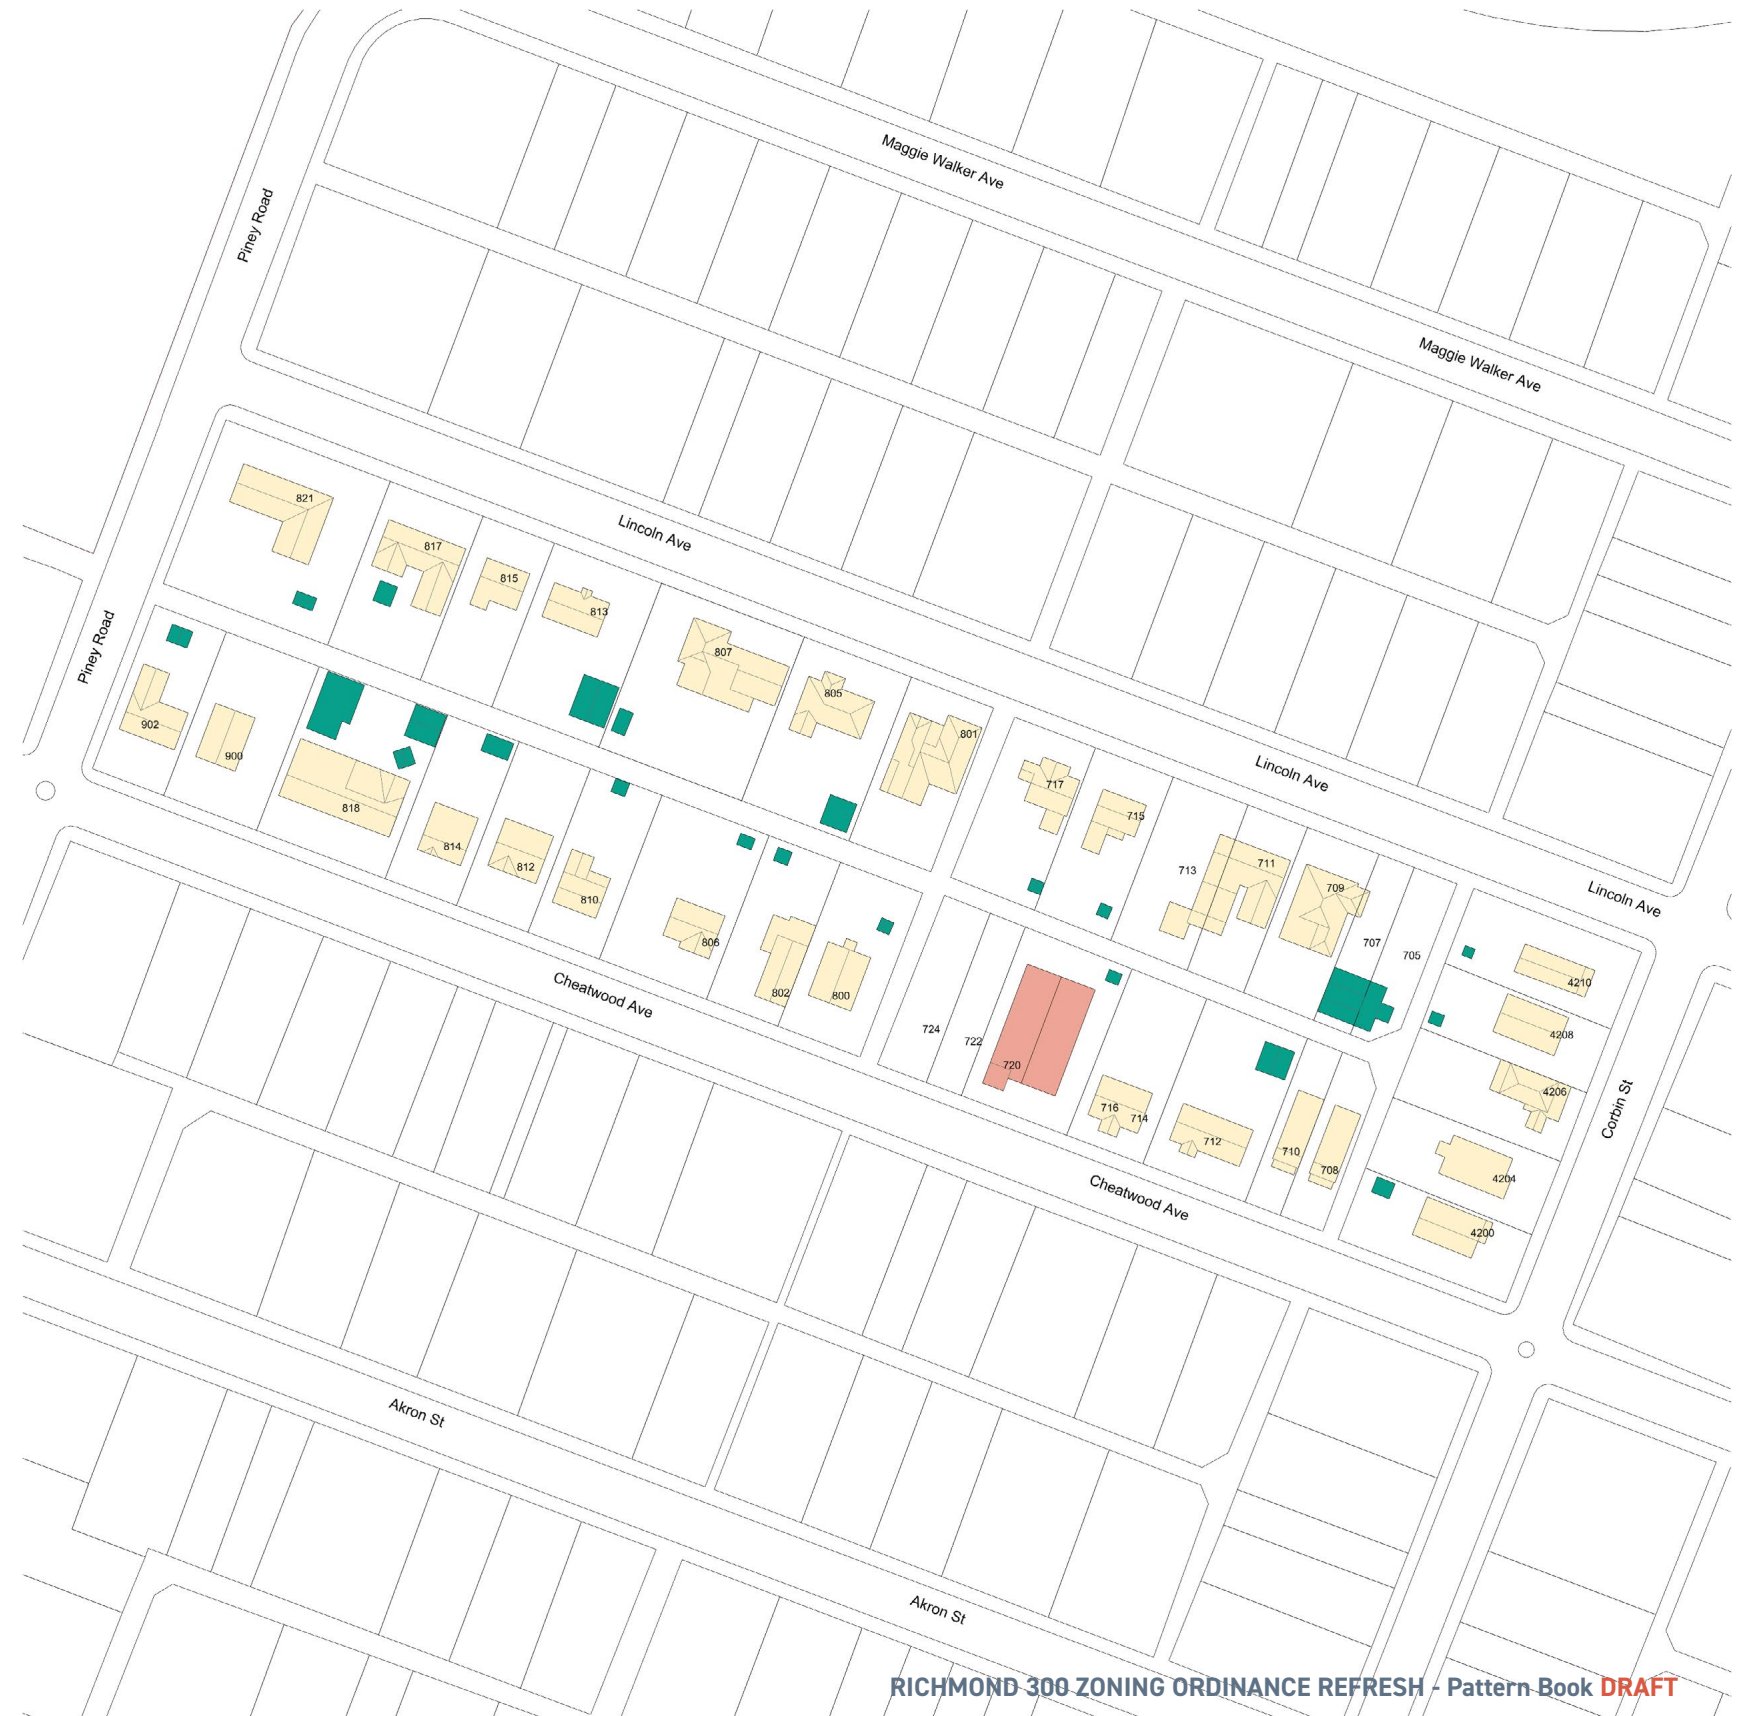 Maggie Walker Ave
Piney Road
Maggie Walker Ave
821
Lincoln Ave
817
815
813
Piney Road
807
805
801
902
900
818
717
Lincoln Ave
715
814
812
810
713
711
709
Lincoln Ave
806
802
800
707
705
Cheatwood Ave
4210
724
722
720
4208
4206
Corbin St
716
714
712
710
708
4204
Cheatwood Ave
4200
Akron St
Akron St
RICHMOND 300 ZONING ORDINANCE REFRESH - Pattern Book DRAFT